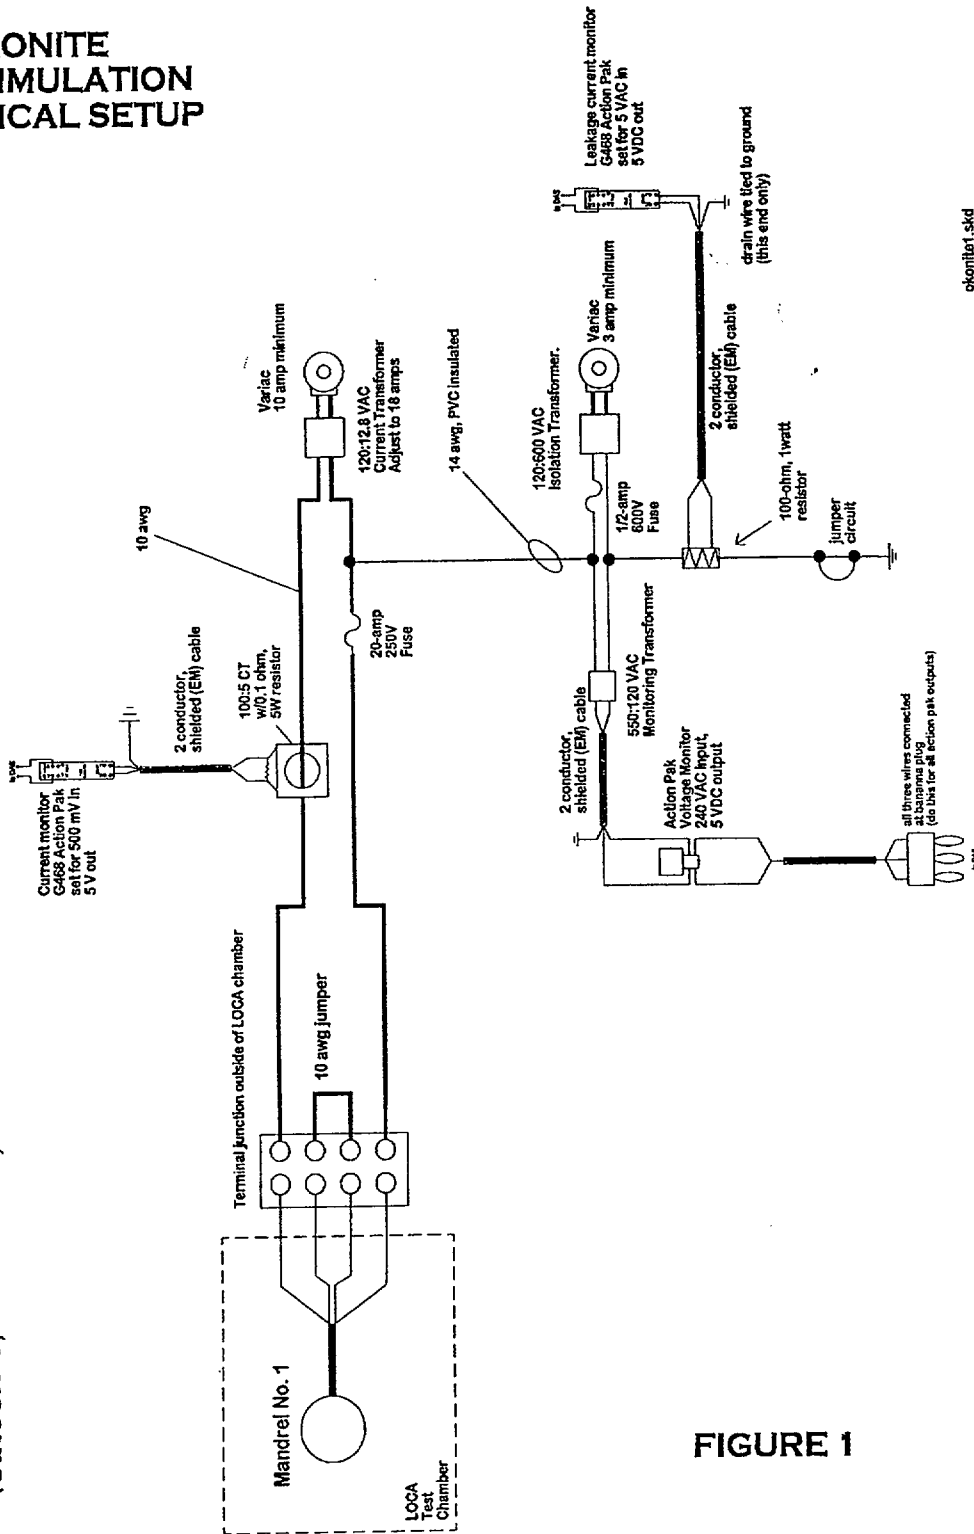 ONITE
IMULATION
ICAL SETUP
Leakage current monitor
G468 Action Pak
set for 5 VAC in
5 VDC out
to DAS
drain wire tied to ground
(this end only)
okonite1.skd
Variac
10 amp minimum
120:12.8 VAC
Current Transformer
Adjust to 18 amps
14 awg, PVC insulated
Variac
3 amp minimum
120:600 VAC
Isolation Transformer.
1/2-amp
600V
Fuse
2 conductor,
shielded (EM) cable
100-ohm, 1watt
resistor
jumper
circuit
10 awg
20-amp
250V
Fuse
2 conductor,
shielded (EM) cable
100:5 CT
w/0.1 ohm,
5W resistor
to DAS
Current monitor
G468 Action Pak
set for 500 mV in
5 V out
550:120 VAC
Monitoring Transformer
2 conductor,
shielded (EM) cable
Action Pak
Voltage Monitor
240 VAC input,
5 VDC output
all three wires connected
at bananna plug
(do this for all action pak outputs)
Terminal junction outside of LOCA chamber
10 awg jumper
Mandrel No. 1
LOCA
Test
Chamber
FIGURE 1